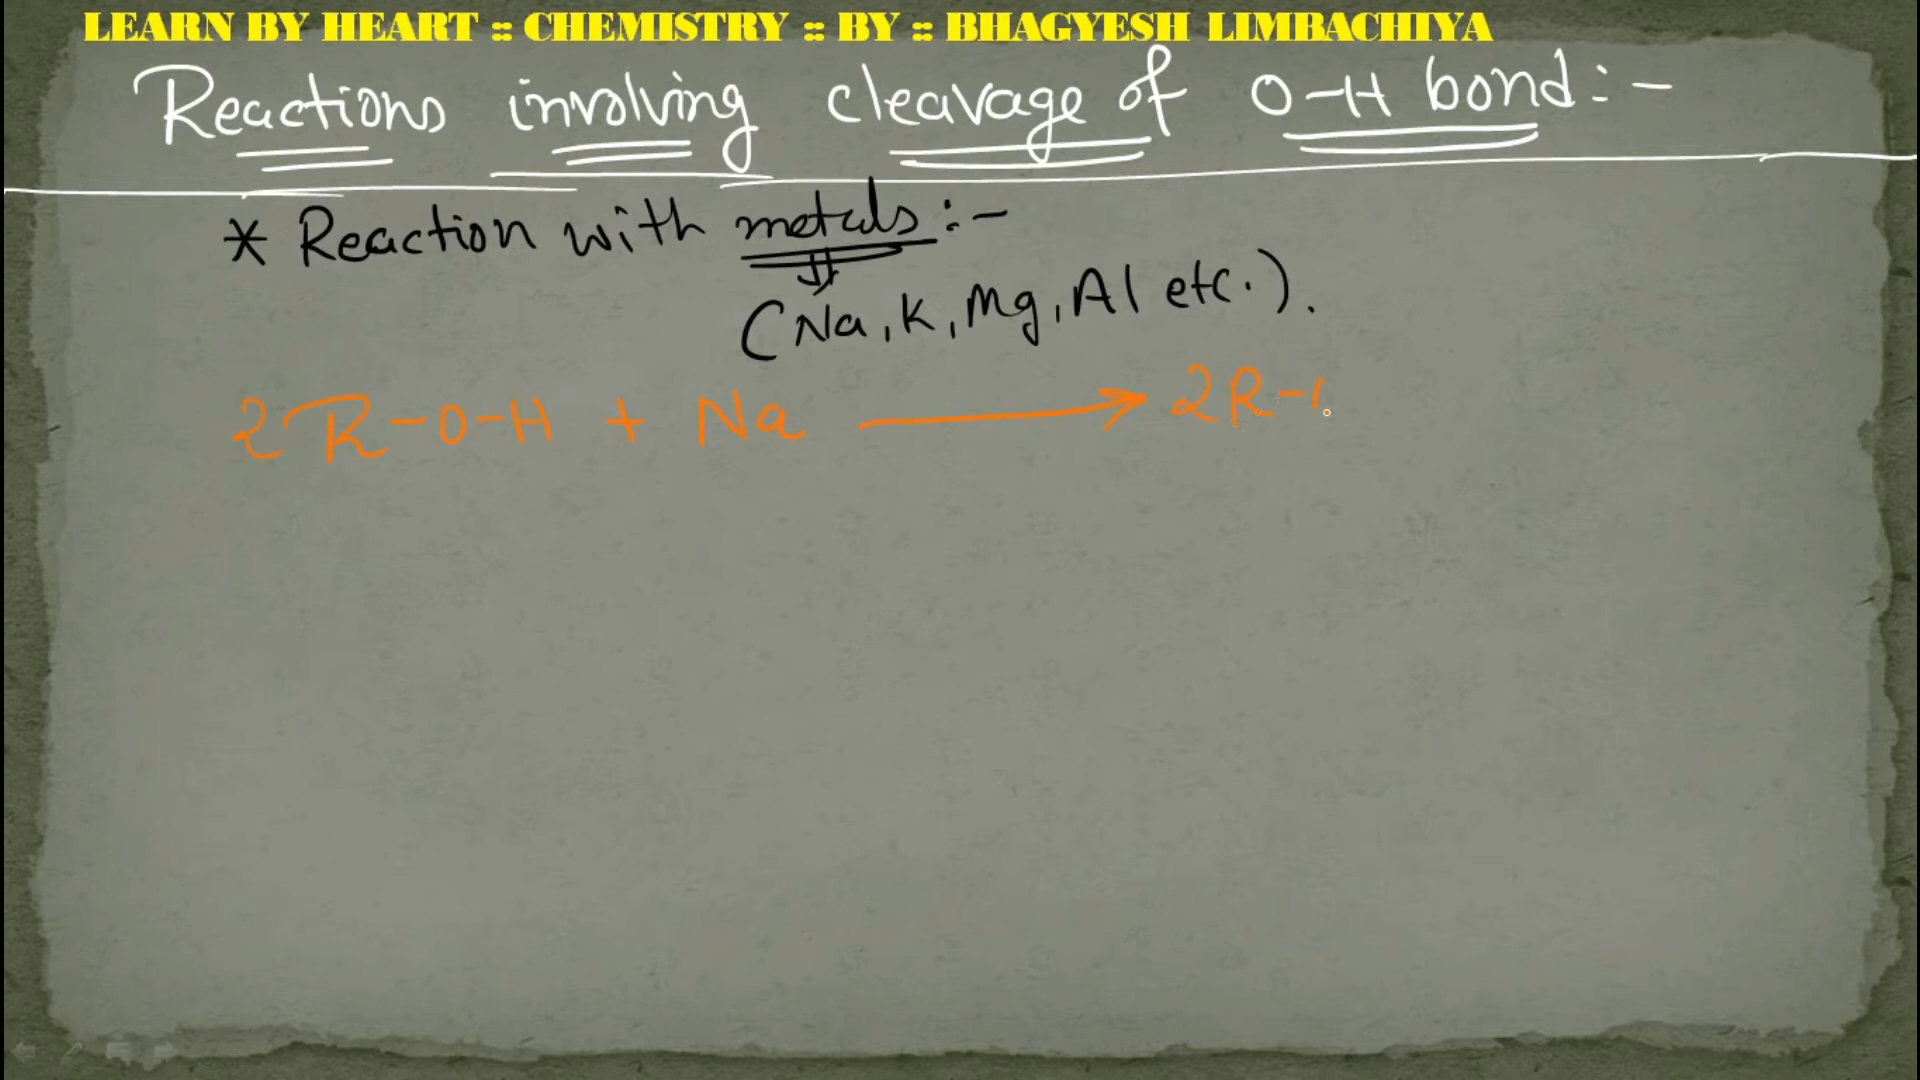 LEARN BY HEART :: CHEMISTRY :: BY :: BHAGYESH LIMBACHIYA
Reactions involving cleavage of O-H bond:-
* Reaction with metals:-
(Na, K, Mg, Al etc.).
2R-O-H + Na → 2R-